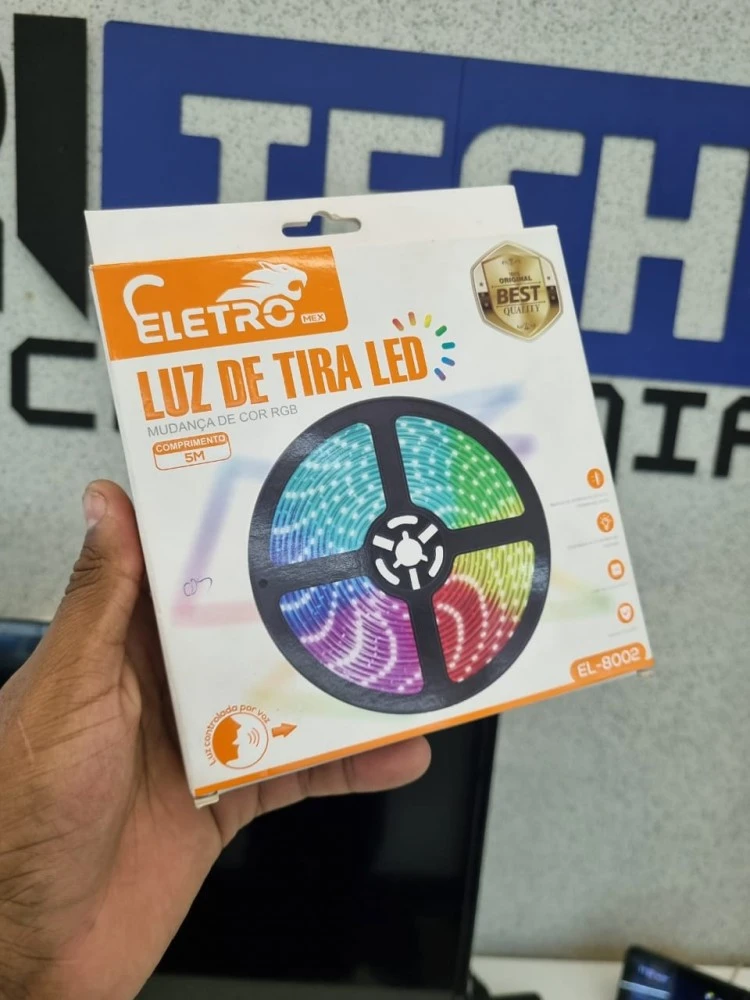 TECH
ELETRO
MEX
ORIGINAL
BEST
QUALITY
LUZ DE TIRA LED
MUDANÇA DE COR RGB
COMPRIMENTO
5M
EL-8002
Luz controlada por voz